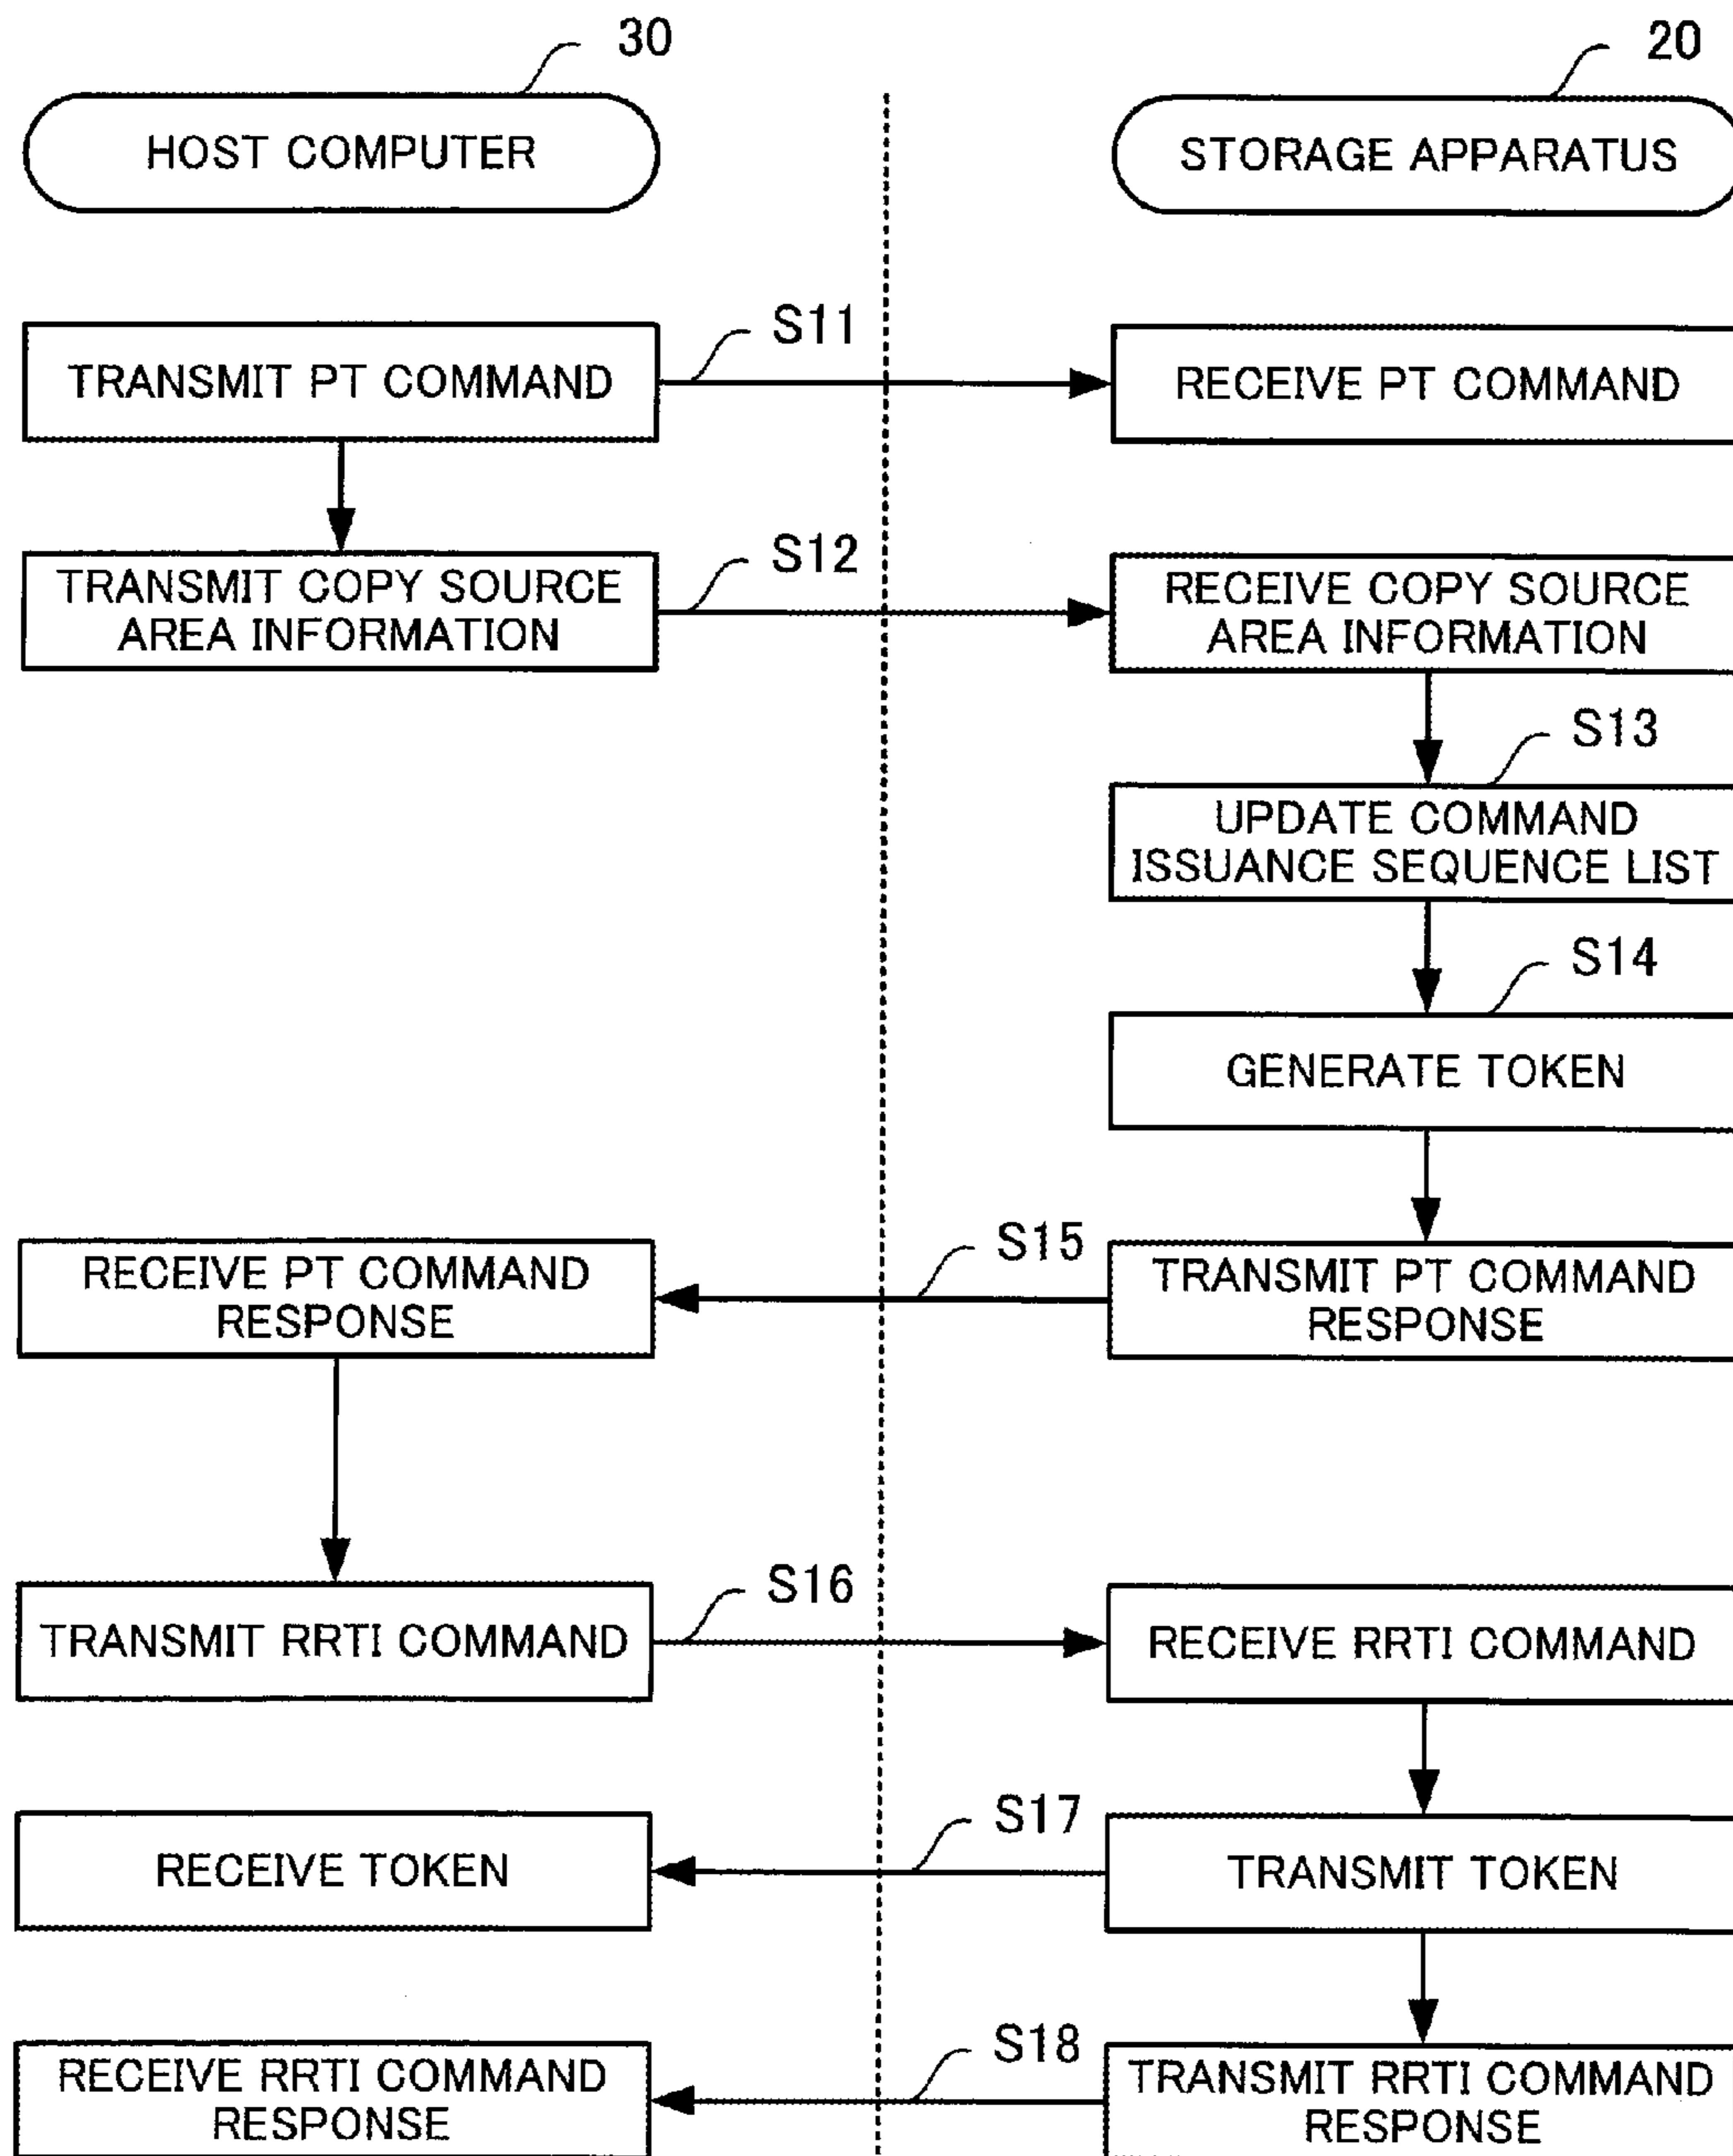 30
20
HOST COMPUTER
STORAGE APPARATUS
S11
TRANSMIT PT COMMAND
RECEIVE PT COMMAND
S12
TRANSMIT COPY SOURCE
AREA INFORMATION
RECEIVE COPY SOURCE
AREA INFORMATION
S13
UPDATE COMMAND
ISSUANCE SEQUENCE LIST
S14
GENERATE TOKEN
S15
RECEIVE PT COMMAND
RESPONSE
TRANSMIT PT COMMAND
RESPONSE
S16
TRANSMIT RRTI COMMAND
RECEIVE RRTI COMMAND
S17
RECEIVE TOKEN
TRANSMIT TOKEN
S18
RECEIVE RRTI COMMAND
RESPONSE
TRANSMIT RRTI COMMAND
RESPONSE